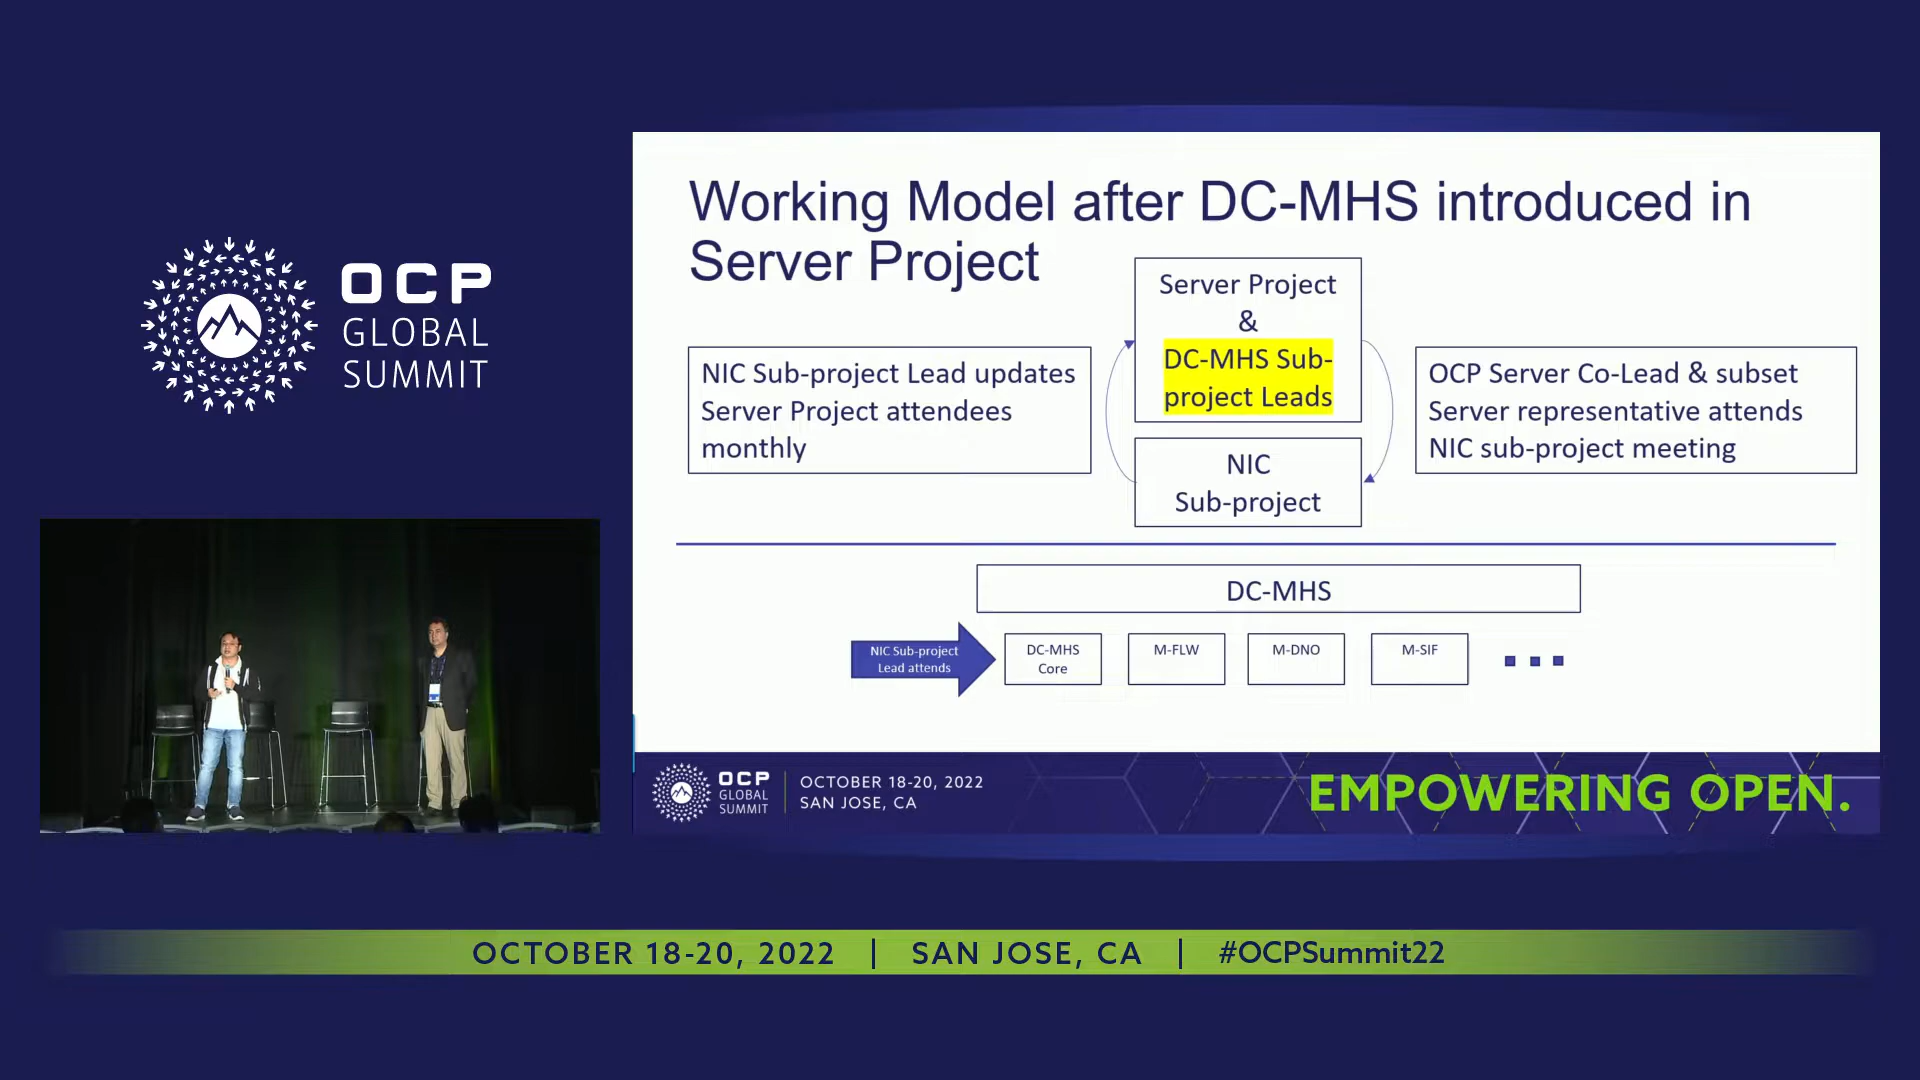 OCP
GLOBAL
SUMMIT
Working Model after DC-MHS introduced in
Server Project
Server Project
&
DC-MHS Sub-
project Leads
NIC Sub-project Lead updates
Server Project attendees
monthly
OCP Server Co-Lead & subset
Server representative attends
NIC sub-project meeting
NIC
Sub-project
DC-MHS
NIC Sub-project
Lead attends
DC-MHS
Core
M-FLW
M-DNO
M-SIF
OCP
GLOBAL
SUMMIT
OCTOBER 18-20, 2022
SAN JOSE, CA
EMPOWERING OPEN.
OCTOBER 18-20, 2022 | SAN JOSE, CA | #OCPSummit22